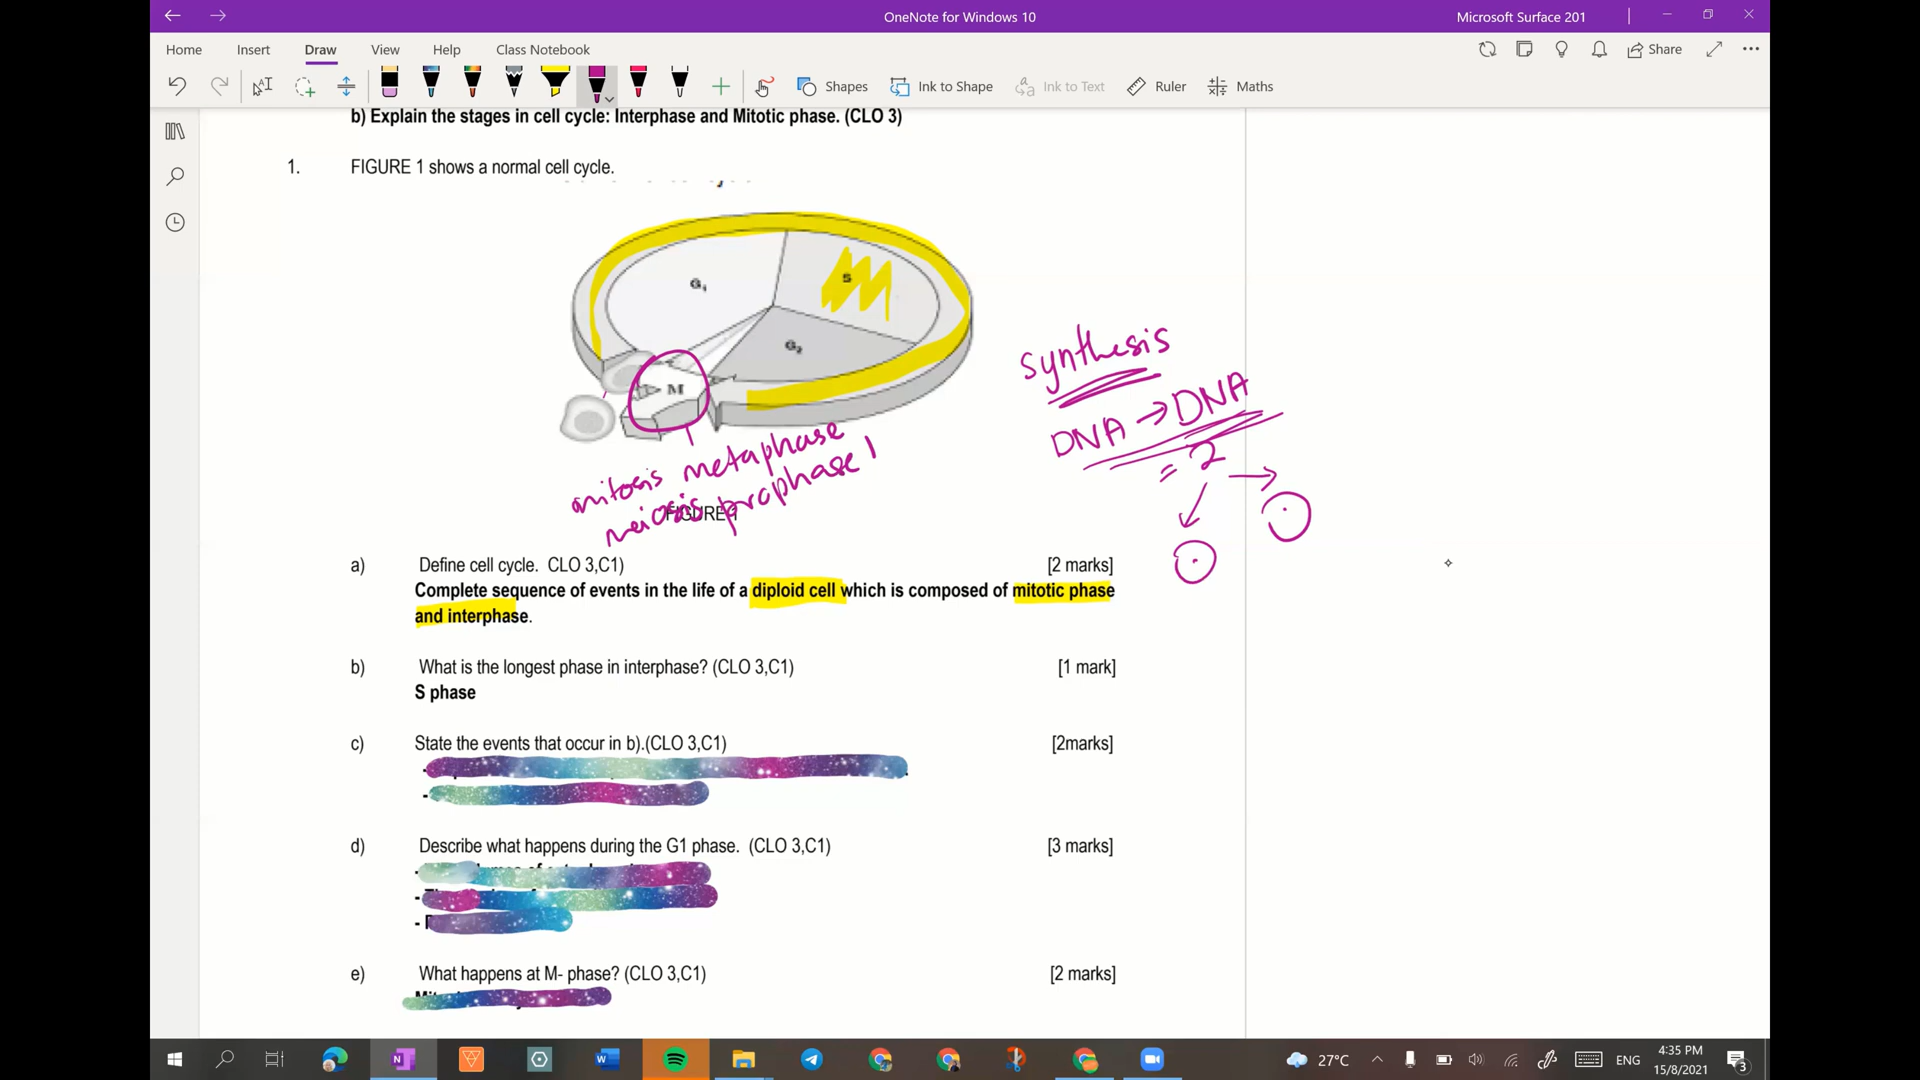 OneNote for Windows 10
Microsoft Surface 201
Home Insert Draw View Help Class Notebook
Share
Shapes Ink to Shape Ink to Text Ruler Maths
b) Explain the stages in cell cycle: Interphase and Mitotic phase. (CLO 3)
1. FIGURE 1 shows a normal cell cycle.
G1
S
G2
M
synthesis
DNA → DNA
= 2
mitosis metaphase
meiosis prophase 1
FIGURE 1
a) Define cell cycle. CLO 3,C1) [2 marks]
Complete sequence of events in the life of a diploid cell which is composed of mitotic phase
and interphase.
b) What is the longest phase in interphase? (CLO 3,C1) [1 mark]
S phase
c) State the events that occur in b).(CLO 3,C1) [2marks]
-
-
d) Describe what happens during the G1 phase. (CLO 3,C1) [3 marks]
-
-
-
e) What happens at M- phase? (CLO 3,C1) [2 marks]
27°C
ENG
4:35 PM
15/8/2021
3